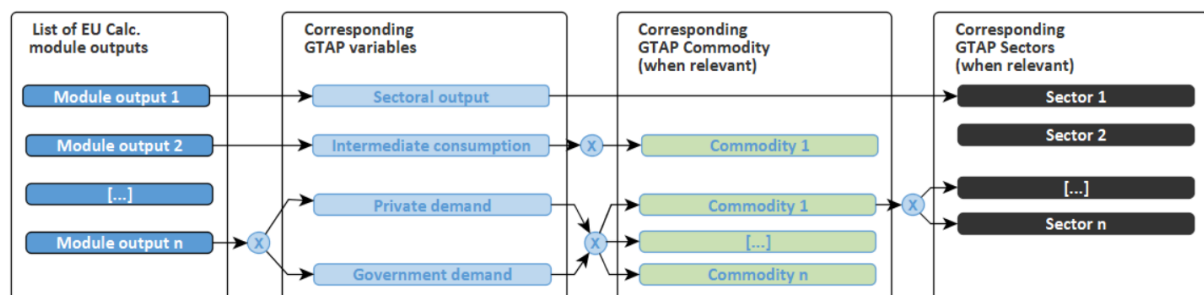 List of EU Calc.
module outputs
Module output 1
Module output 2
[...]
Module output n
X
Corresponding
GTAP variables
Sectoral output
Intermediate consumption
X
Private demand
Government demand
X
Corresponding
GTAP Commodity
(when relevant)
Commodity 1
Commodity 1
[...]
Commodity n
X
Corresponding
GTAP Sectors
(when relevant)
Sector 1
Sector 2
[...]
Sector n